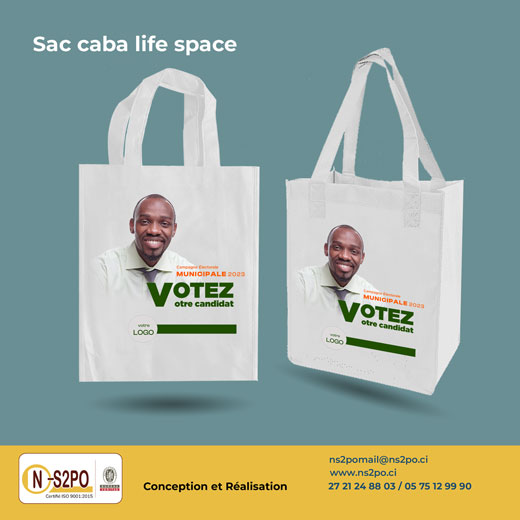 Sac caba life space
Campagne Electorale
MUNICIPALE 2023
VOTEZ
otre candidat
votre
LOGO
Campagne Electorale
MUNICIPALE 2023
VOTEZ
otre candidat
votre
LOGO
N-S2PO
Certifié ISO 9001:2015
Conception et Réalisation
ns2pomail@ns2po.ci
www.ns2po.ci
27 21 24 88 03 / 05 75 12 99 90